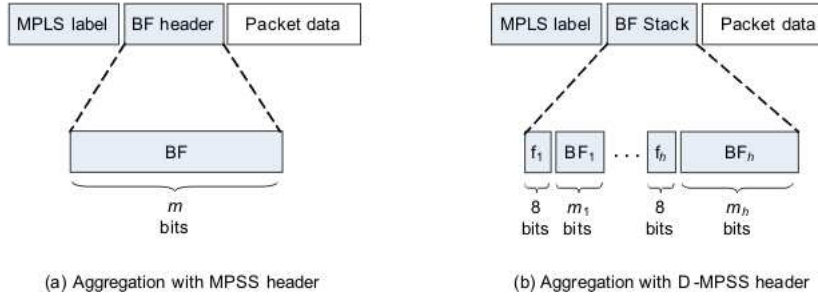 MPLS label BF header Packet data
BF
m
bits
(a) Aggregation with MPSS header
MPLS label BF Stack Packet data
f1 BF1 . . . fh BFh
8 m1 8 mh
bits bits bits bits
(b) Aggregation with D-MPSS header